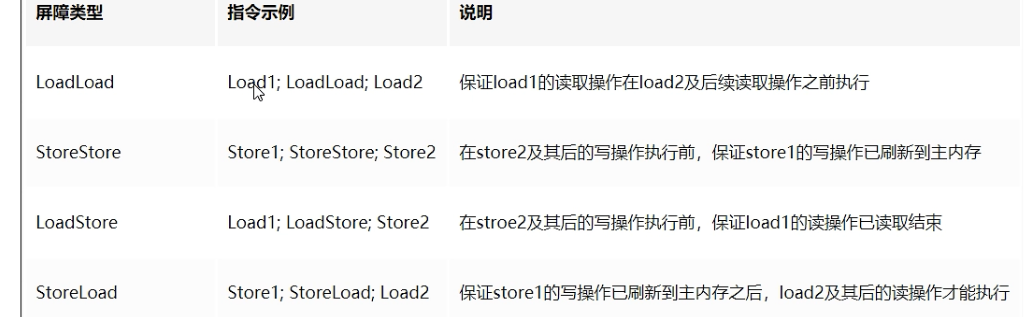 屏障类型 指令示例 说明
LoadLoad Load1; LoadLoad; Load2 保证load1的读取操作在load2及后续读取操作之前执行
StoreStore Store1; StoreStore; Store2 在store2及其后的写操作执行前，保证store1的写操作已刷新到主内存
LoadStore Load1; LoadStore; Store2 在stroe2及其后的写操作执行前，保证load1的读操作已读取结束
StoreLoad Store1; StoreLoad; Load2 保证store1的写操作已刷新到主内存之后，load2及其后的读操作才能执行